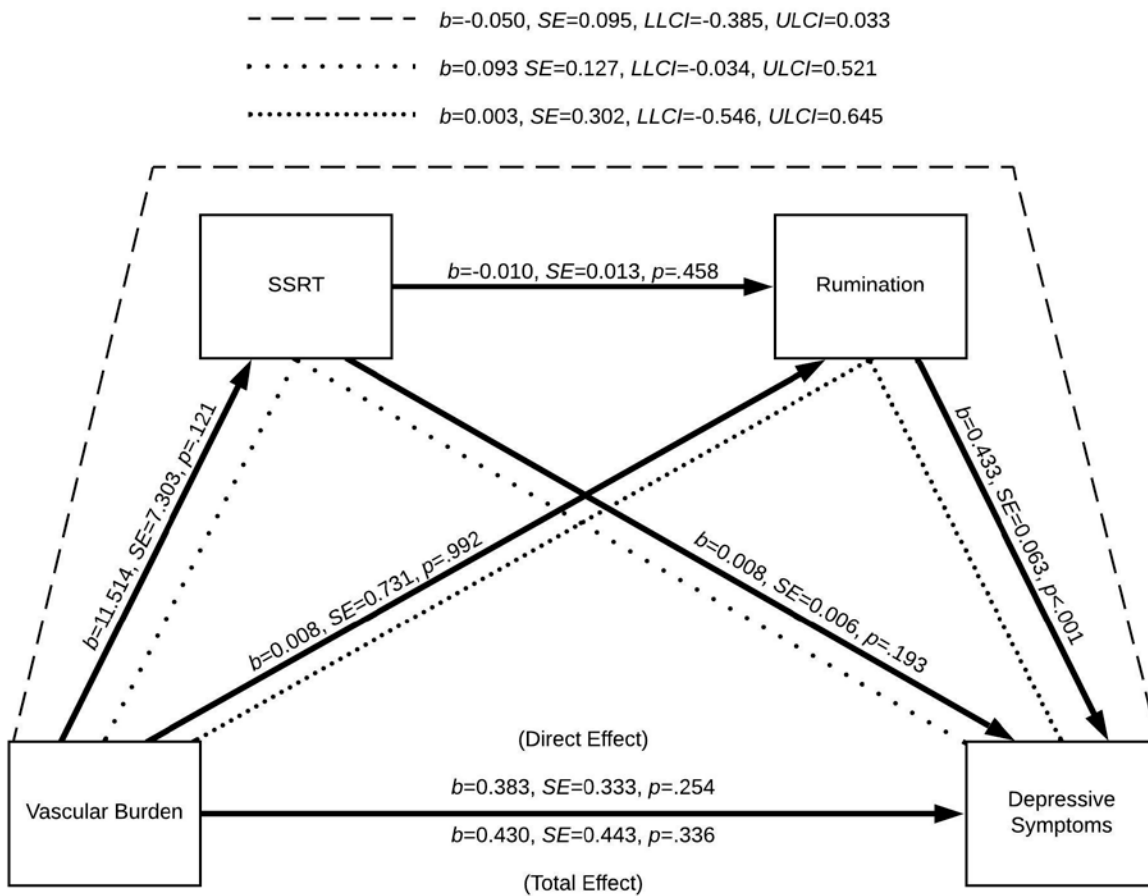 b=-0.050, SE=0.095, LLCI=-0.385, ULCI=0.033
b=0.093 SE=0.127, LLCI=-0.034, ULCI=0.521
b=0.003, SE=0.302, LLCI=-0.546, ULCI=0.645
SSRT
b=-0.010, SE=0.013, p=.458
Rumination
b=11.514, SE=7.303, p=.121
b=0.008, SE=0.731, p=.992
b=0.008, SE=0.006, p=.193
b=0.433, SE=0.063, p<.001
Vascular Burden
(Direct Effect)
b=0.383, SE=0.333, p=.254
b=0.430, SE=0.443, p=.336
(Total Effect)
Depressive
Symptoms